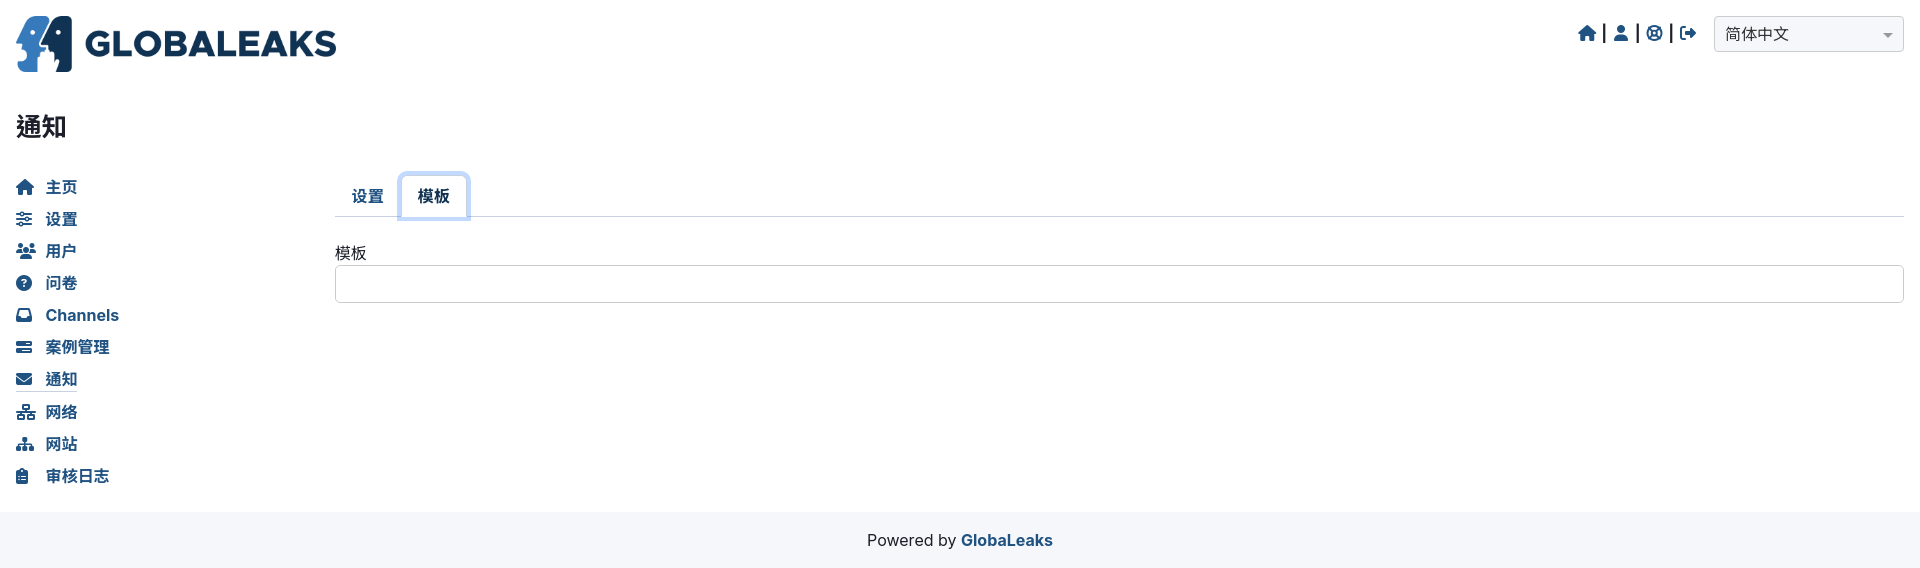 GLOBALEAKS
简体中文
通知
主页
设置
用户
问卷
Channels
案例管理
通知
网络
网站
审核日志
设置 模板
模板
Powered by GlobaLeaks